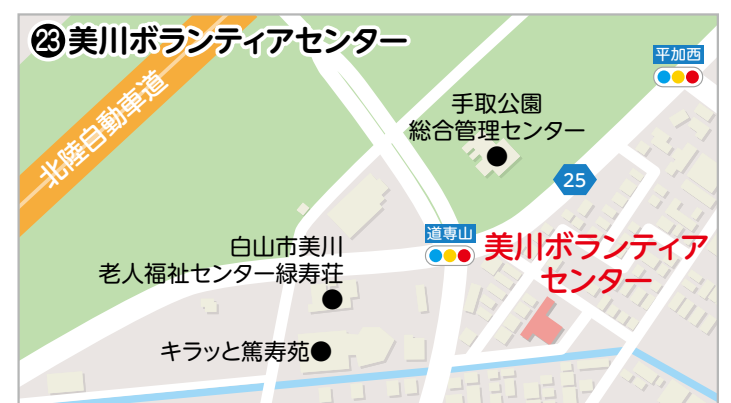 ㉓美川ボランティアセンター
平加西
北陸自動車道
手取公園
総合管理センター
25
道専山
美川ボランティア
センター
白山市美川
老人福祉センター緑寿荘
キラッと篤寿苑